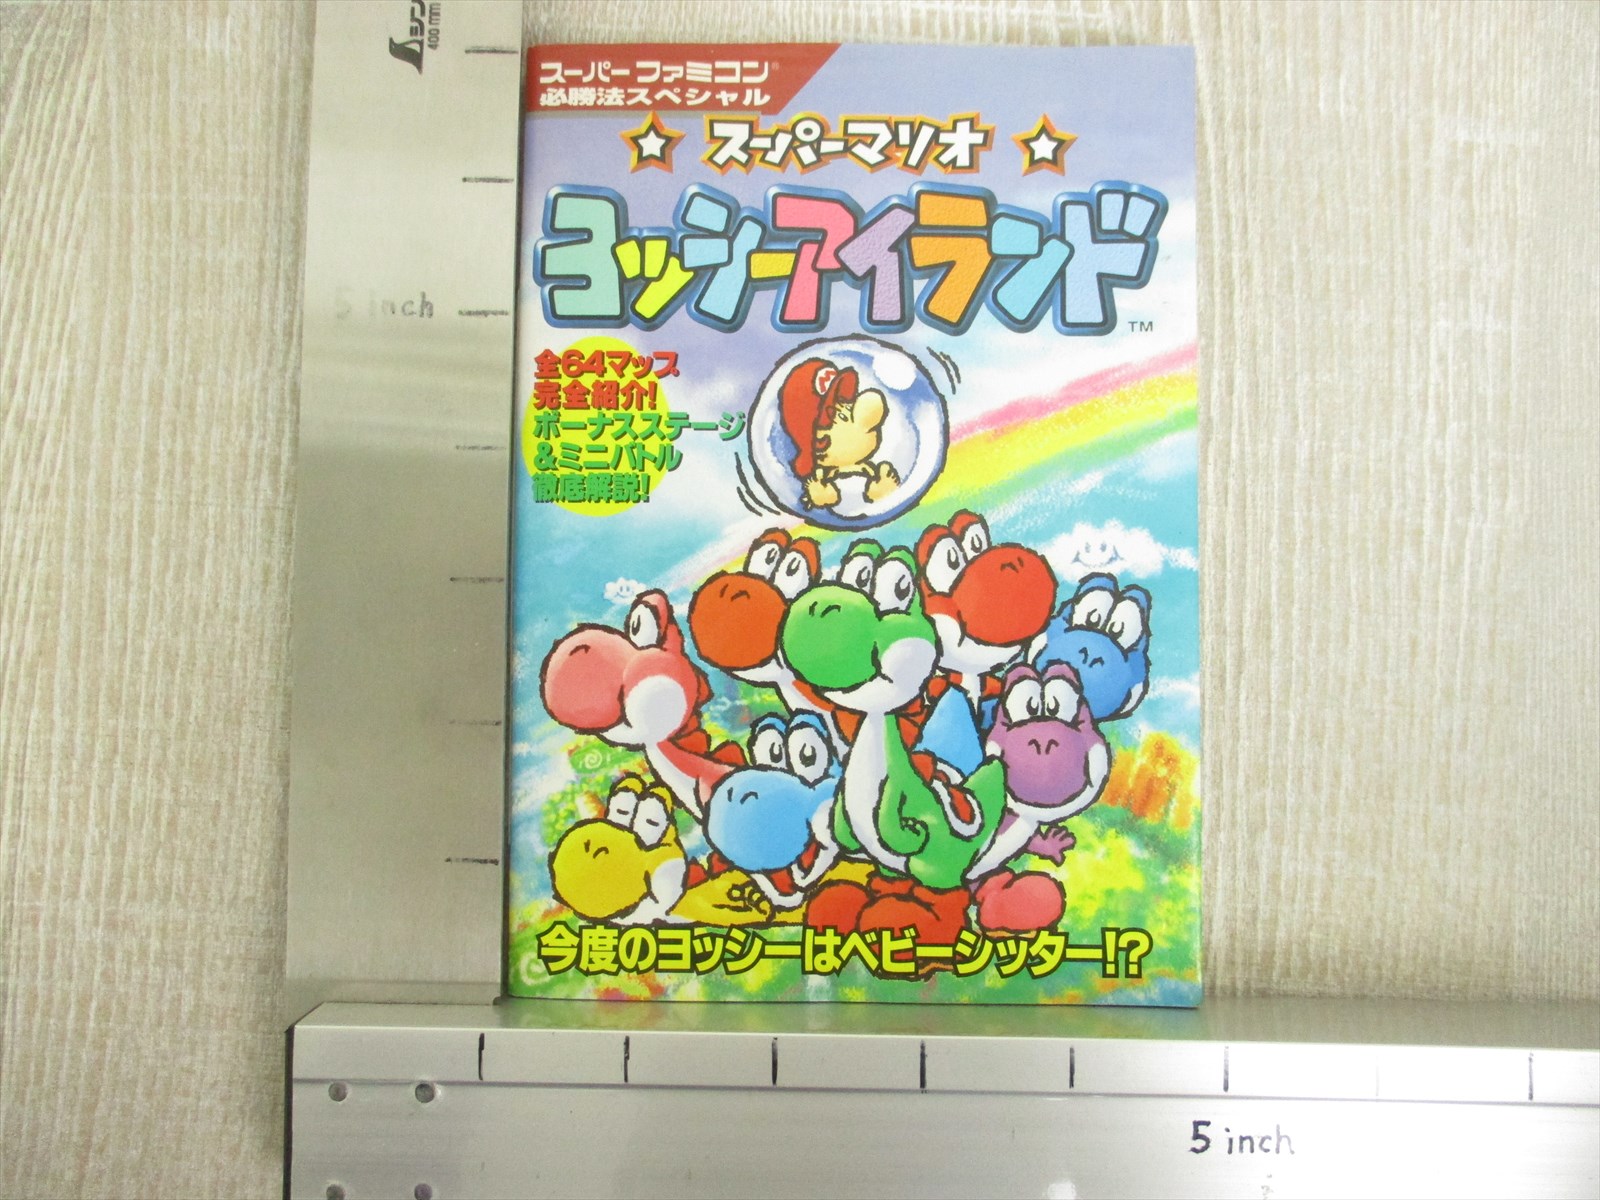 シン
400mm
スーパーファミコン®
必勝法スペシャル
スーパーマリオ
ヨッシーアイランド
TM
5 inch
全64マップ
完全紹介!
ボーナスステージ
&ミニバトル
徹底解説!
M
今度のヨッシーはベビーシッター!?
5 inch